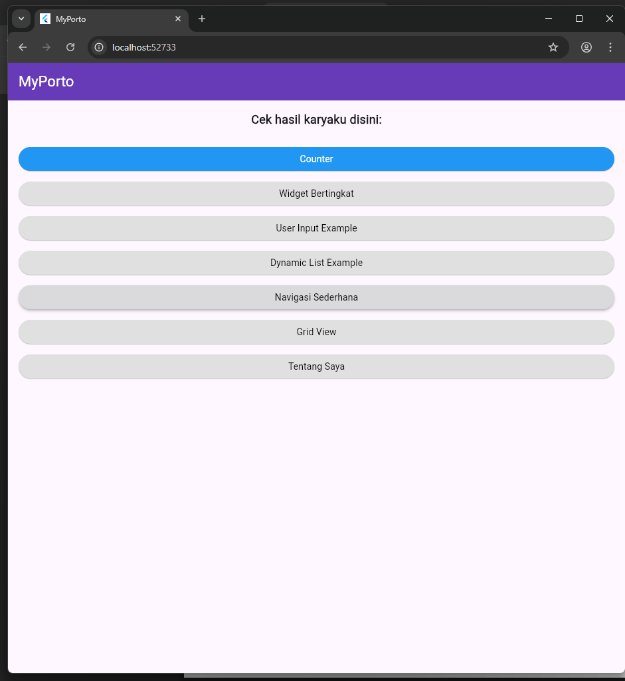 MyPorto
localhost:52733
MyPorto
Cek hasil karyaku disini:
Counter
Widget Bertingkat
User Input Example
Dynamic List Example
Navigasi Sederhana
Grid View
Tentang Saya